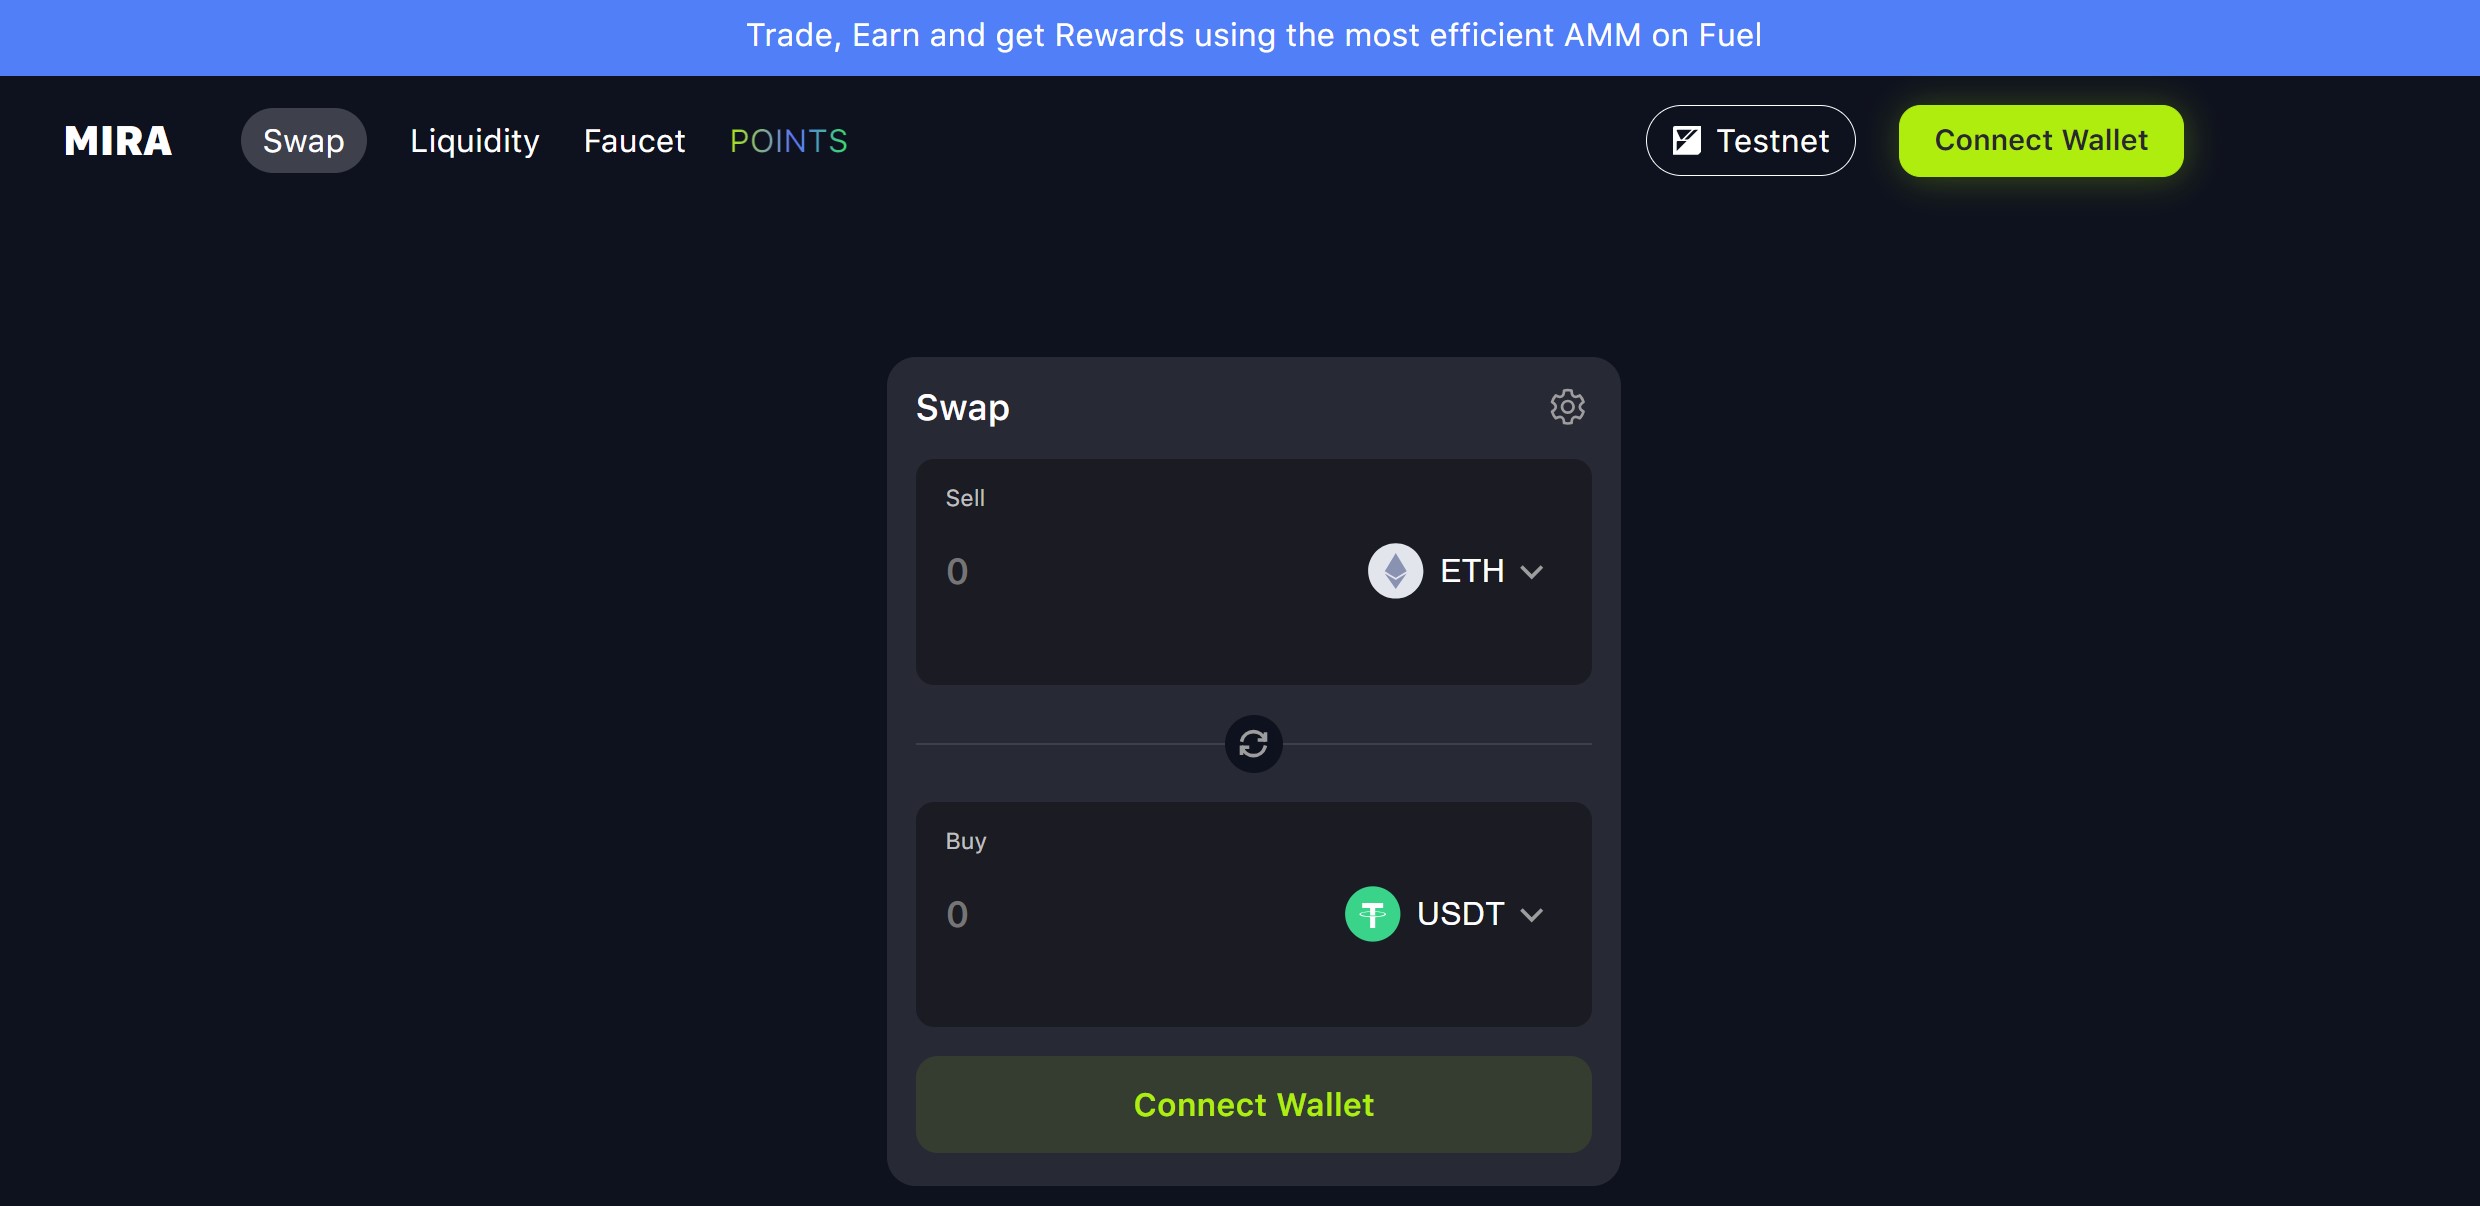 Trade, Earn and get Rewards using the most efficient AMM on Fuel
MIRA Swap Liquidity Faucet POINTS Testnet Connect Wallet
Swap
Sell
0 ETH
Buy
0 USDT
Connect Wallet